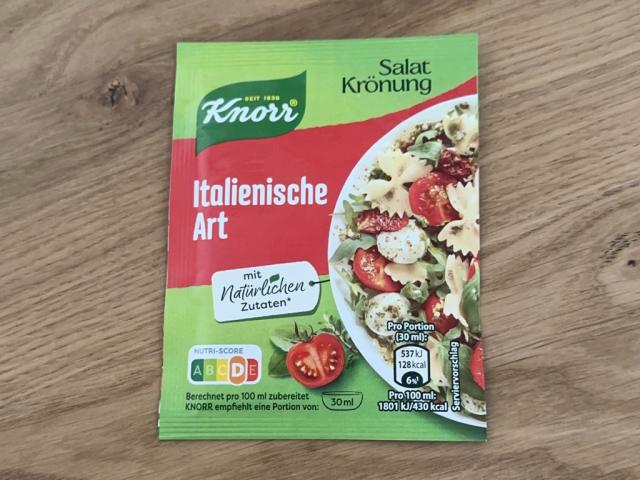 Salat
Krönung
SEIT 1838
Knorr®
Italienische
Art
mit
Natürlichen
Zutaten*
NUTRI-SCORE
A B C D E
Berechnet pro 100 ml zubereitet
KNORR empfiehlt eine Portion von:
30 ml
Pro Portion
(30 ml):
537 kJ
128 kcal
6%
Pro 100 ml:
1801 kJ/430 kcal
Serviervorschlag